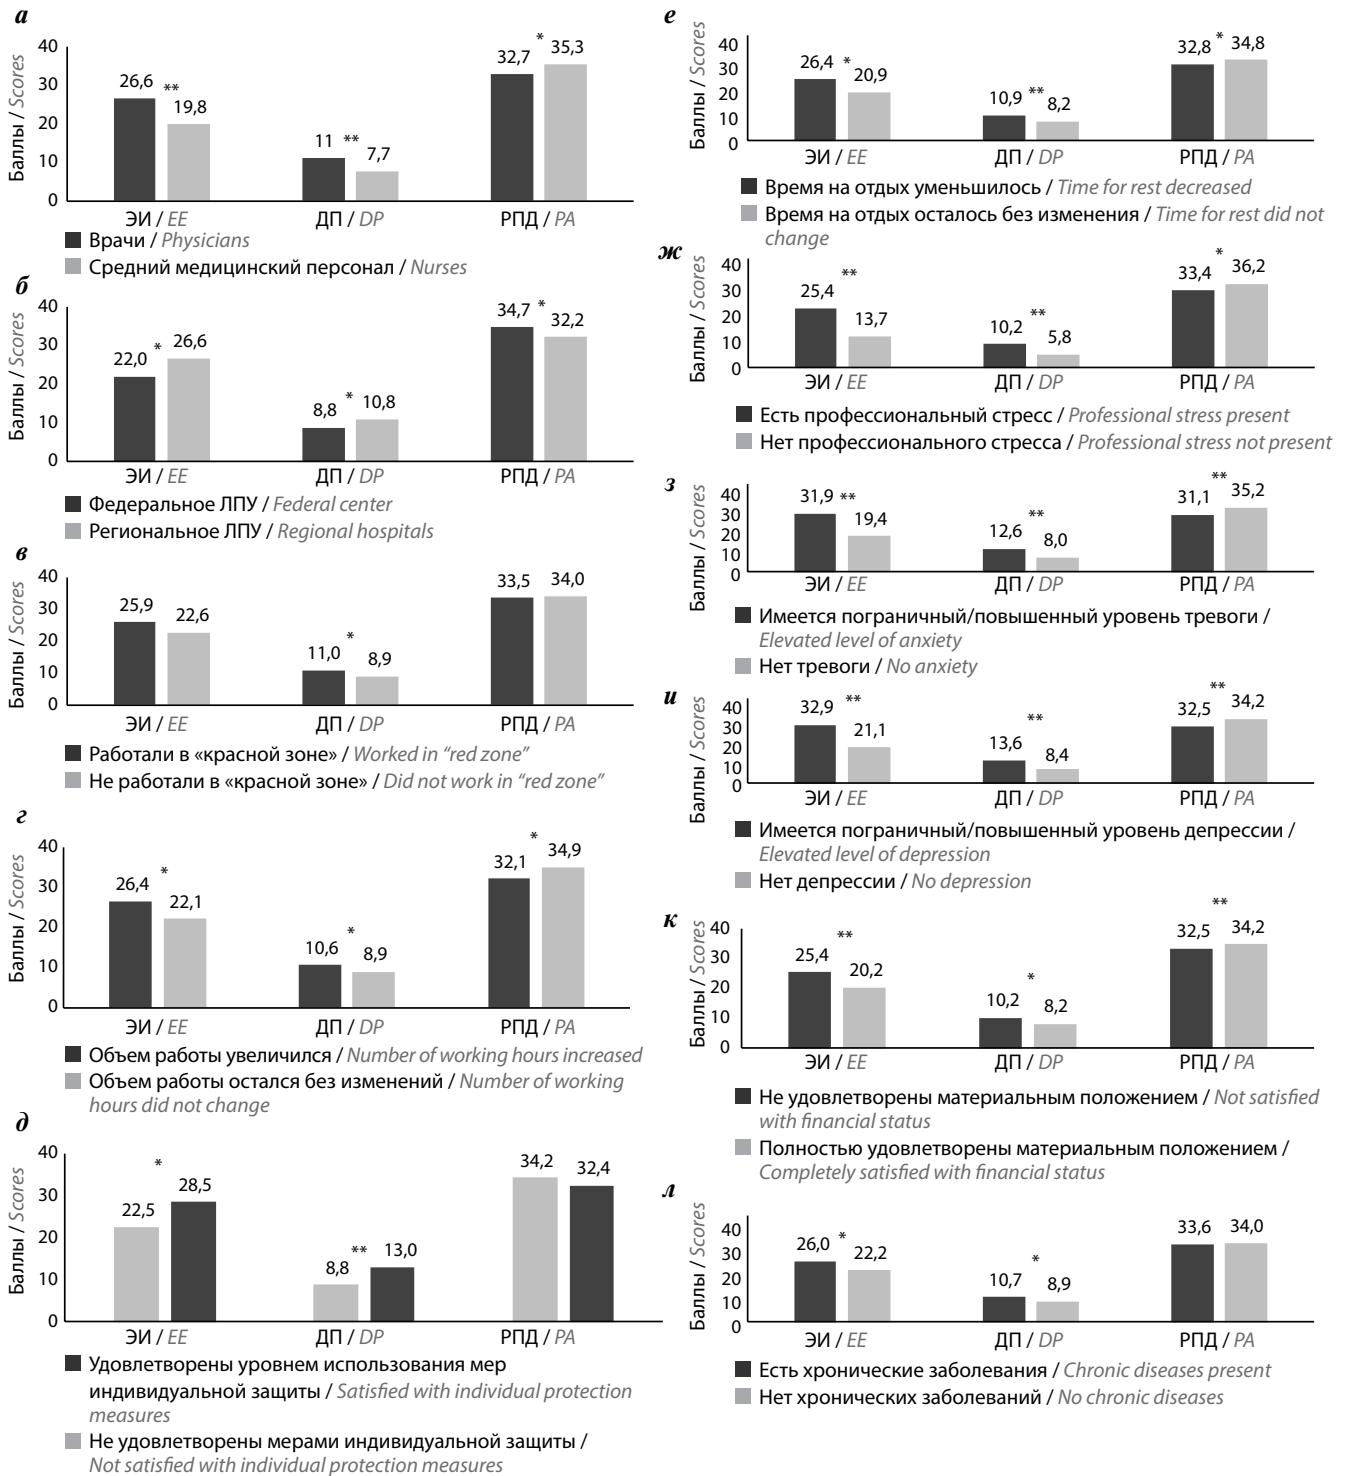 а
Баллы / Scores
40
30
20
10
0
26,6
**
19,8
11
**
7,7
32,7
*
35,3
ЭИ / EE
ДП / DP
РПД / PA
Врачи / Physicians
Средний медицинский персонал / Nurses
б
Баллы / Scores
40
30
20
10
0
22,0
*
26,6
8,8
*
10,8
34,7
*
32,2
ЭИ / EE
ДП / DP
РПД / PA
Федеральное ЛПУ / Federal center
Региональное ЛПУ / Regional hospitals
в
Баллы / Scores
40
30
20
10
0
25,9
22,6
11,0
*
8,9
33,5
34,0
ЭИ / EE
ДП / DP
РПД / PA
Работали в «красной зоне» / Worked in “red zone”
Не работали в «красной зоне» / Did not work in “red zone”
г
Баллы / Scores
40
30
20
10
0
26,4
*
22,1
10,6
*
8,9
32,1
*
34,9
ЭИ / EE
ДП / DP
РПД / PA
Объем работы увеличился / Number of working hours increased
Объем работы остался без изменений / Number of working
hours did not change
д
Баллы / Scores
40
30
20
10
0
22,5
*
28,5
8,8
**
13,0
34,2
32,4
ЭИ / EE
ДП / DP
РПД / PA
Удовлетворены уровнем использования мер
индивидуальной защиты / Satisfied with individual protection
measures
Не удовлетворены мерами индивидуальной защиты /
Not satisfied with individual protection measures
е
Баллы / Scores
40
30
20
10
0
26,4
*
20,9
10,9
**
8,2
32,8
*
34,8
ЭИ / EE
ДП / DP
РПД / PA
Время на отдых уменьшилось / Time for rest decreased
Время на отдых осталось без изменения / Time for rest did not
change
ж
Баллы / Scores
40
30
20
10
0
25,4
**
13,7
10,2
**
5,8
33,4
*
36,2
ЭИ / EE
ДП / DP
РПД / PA
Есть профессиональный стресс / Professional stress present
Нет профессионального стресса / Professional stress not present
з
Баллы / Scores
40
30
20
10
0
31,9
**
19,4
12,6
**
8,0
31,1
**
35,2
ЭИ / EE
ДП / DP
РПД / PA
Имеется пограничный/повышенный уровень тревоги /
Elevated level of anxiety
Нет тревоги / No anxiety
и
Баллы / Scores
40
30
20
10
0
32,9
**
21,1
13,6
**
8,4
32,5
**
34,2
ЭИ / EE
ДП / DP
РПД / PA
Имеется пограничный/повышенный уровень депрессии /
Elevated level of depression
Нет депрессии / No depression
к
Баллы / Scores
40
30
20
10
0
25,4
**
20,2
10,2
*
8,2
32,5
**
34,2
ЭИ / EE
ДП / DP
РПД / PA
Не удовлетворены материальным положением / Not satisfied
with financial status
Полностью удовлетворены материальным положением /
Completely satisfied with financial status
л
Баллы / Scores
40
30
20
10
0
26,0
*
22,2
10,7
*
8,9
33,6
34,0
ЭИ / EE
ДП / DP
РПД / PA
Есть хронические заболевания / Chronic diseases present
Нет хронических заболеваний / No chronic diseases